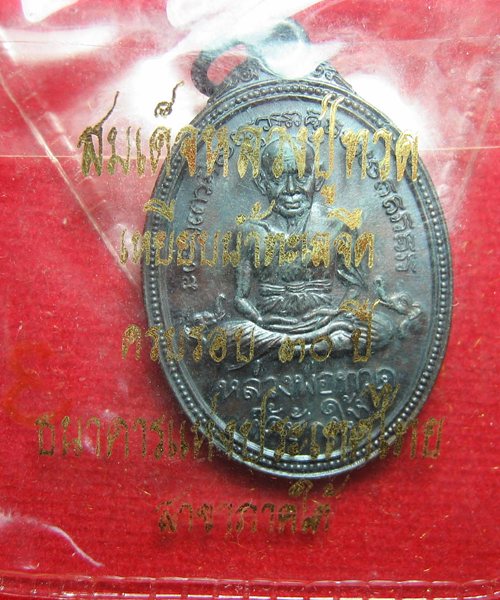 สมเด็จหลวงปู่ทวด
เหยียบน้ำทะเลจืด
ครบรอบ ๓๐ ปี
ธนาคารแห่งประเทศไทย
สาขาภาคใต้
หลวงพ่อทวด